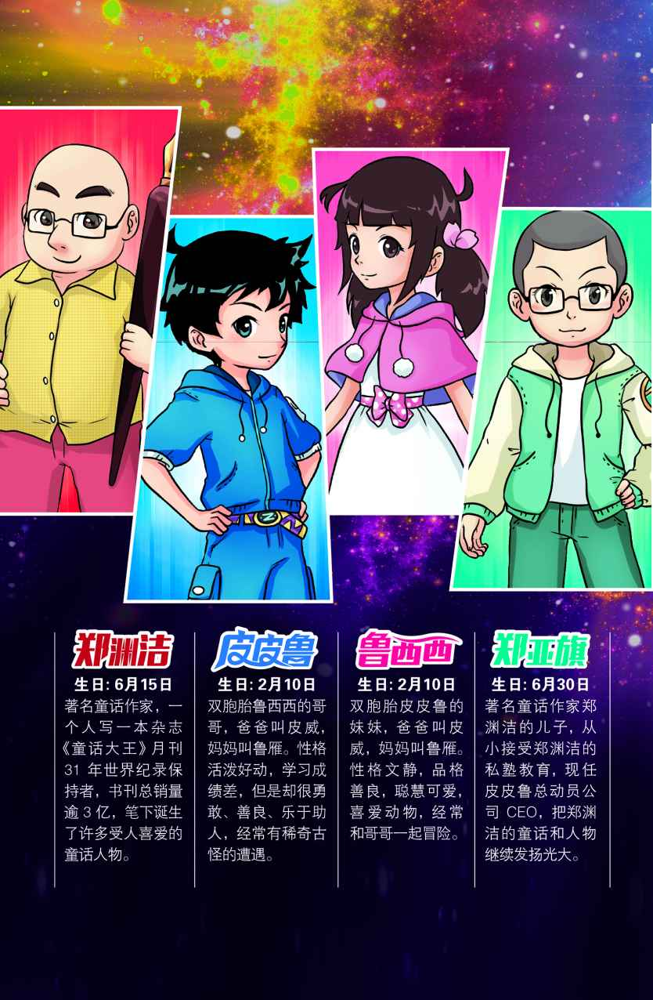 郑渊洁
生日: 6月15日
著名童话作家，一
个人写一本杂志
《童话大王》月刊
31 年世界纪录保
持者，书刊总销量
逾 3 亿，笔下诞生
了许多受人喜爱的
童话人物。
皮皮鲁
生日: 2月10日
双胞胎鲁西西的哥
哥，爸爸叫皮威，
妈妈叫鲁雁。性格
活泼好动，学习成
绩差，但是却很勇
敢、善良、乐于助
人，经常有稀奇古
怪的遭遇。
鲁西西
生日: 2月10日
双胞胎皮皮鲁的
妹妹，爸爸叫皮
威，妈妈叫鲁雁。
性格文静，品格
善良，聪慧可爱，
喜爱动物，经常
和哥哥一起冒险。
郑亚旗
生日: 6月30日
著名童话作家郑
渊洁的儿子，从
小接受郑渊洁的
私塾教育，现任
皮皮鲁总动员公
司 CEO，把郑渊
洁的童话和人物
继续发扬光大。